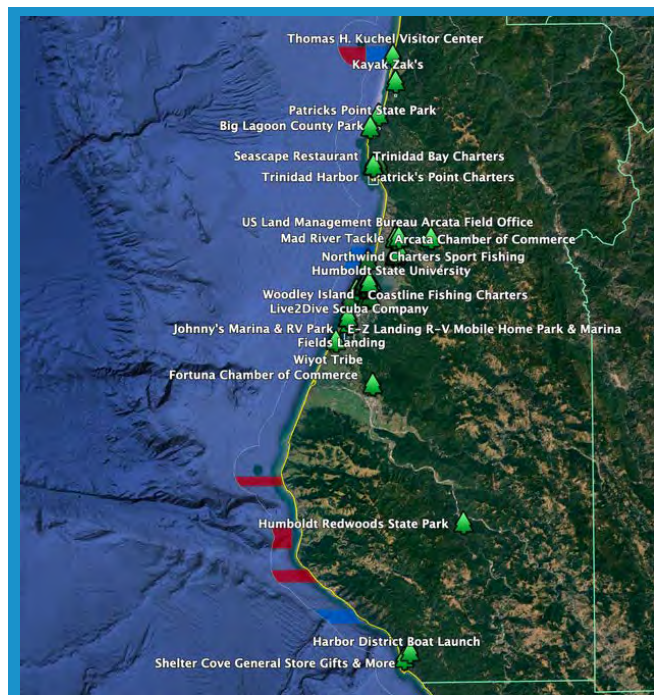 Thomas H. Kuchel Visitor Center
Kayak Zak's
Patricks Point State Park
Big Lagoon County Park
Seascape Restaurant Trinidad Bay Charters
Trinidad Harbor Patrick's Point Charters
US Land Management Bureau Arcata Field Office
Mad River Tackle Arcata Chamber of Commerce
Northwind Charters Sport Fishing
Humboldt State University
Woodley Island Coastline Fishing Charters
Live2Dive Scuba Company
Johnny's Marina & RV Park E-Z Landing R-V Mobile Home Park & Marina
Fields Landing
Wiyot Tribe
Fortuna Chamber of Commerce
Humboldt Redwoods State Park
Harbor District Boat Launch
Shelter Cove General Store Gifts & More